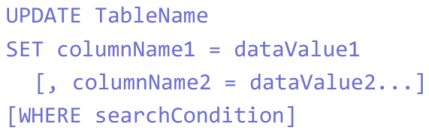 UPDATE TableName
SET columnName1 = dataValue1
[, columnName2 = dataValue2...]
[WHERE searchCondition]